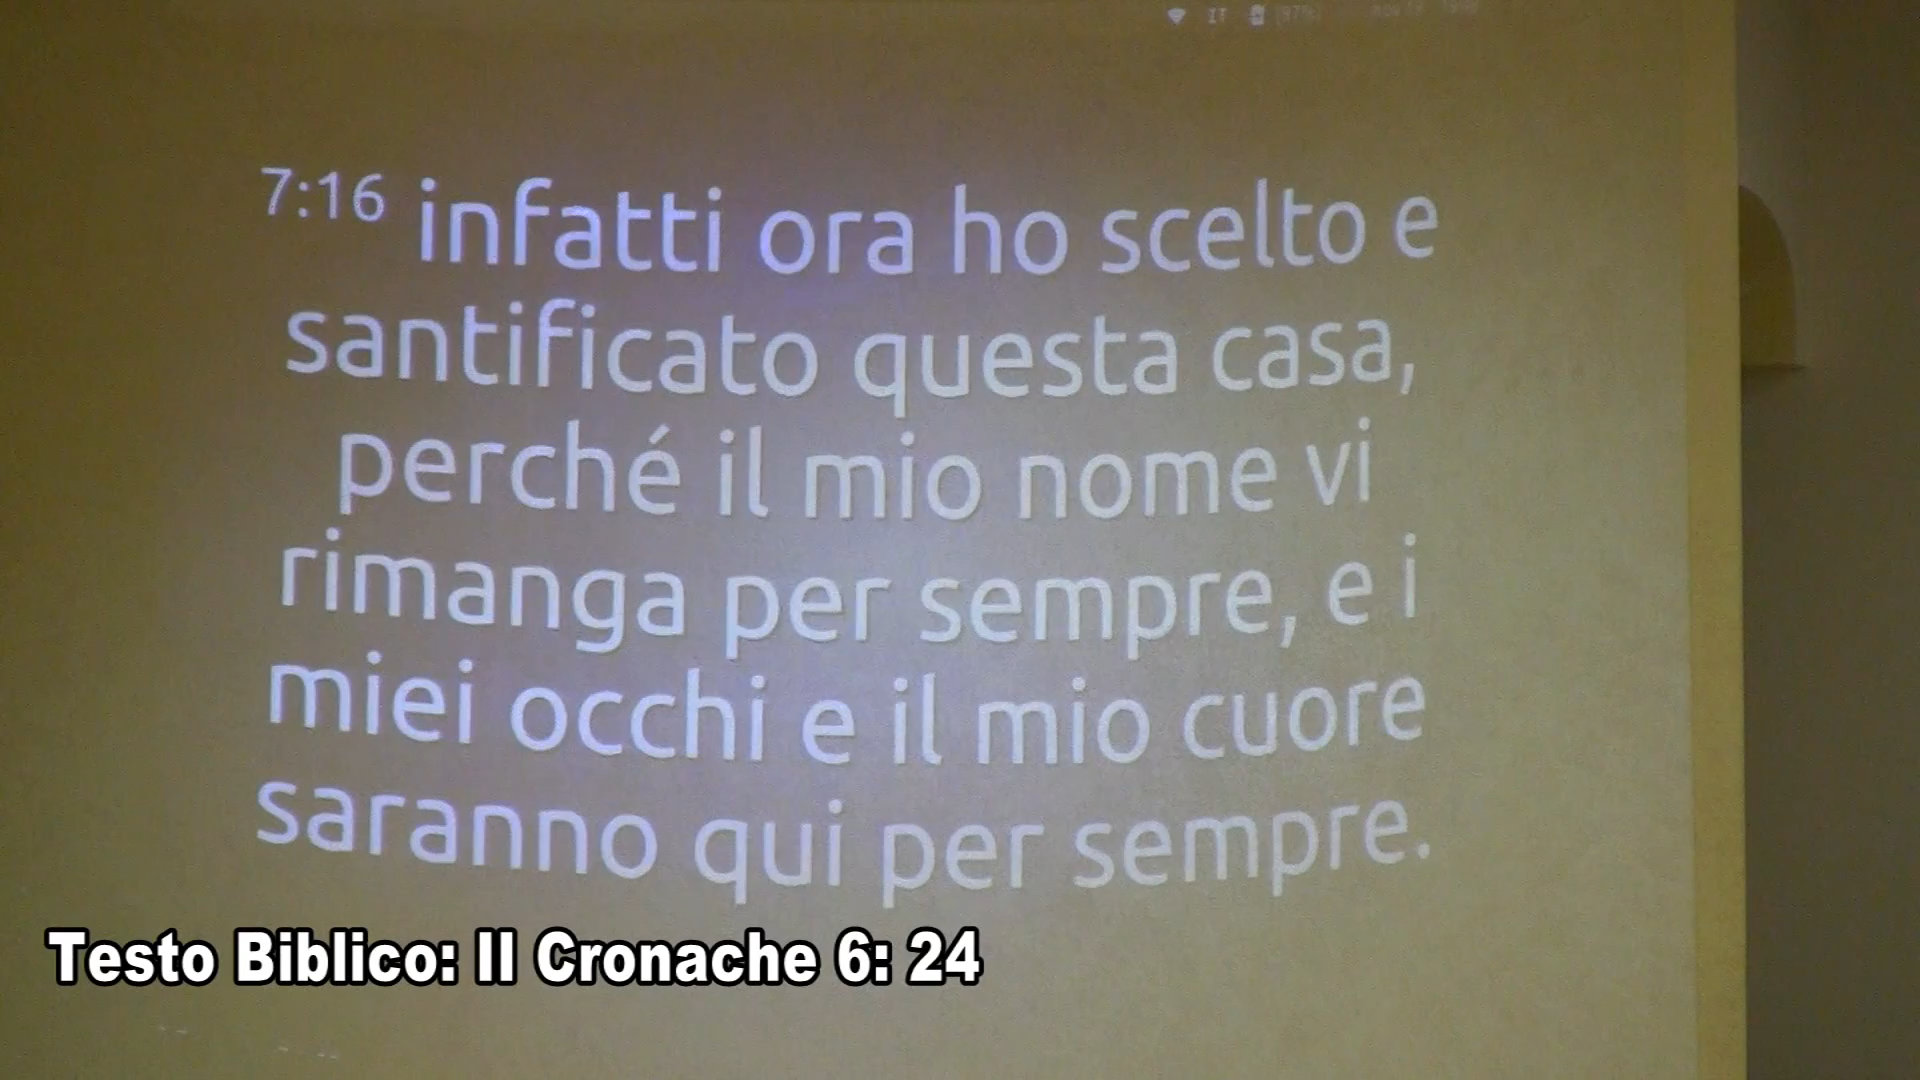 IT
7:16 infatti ora ho scelto e
santificato questa casa,
perché il mio nome vi
rimanga per sempre, e i
miei occhi e il mio cuore
saranno qui per sempre.
Testo Biblico: II Cronache 6: 24